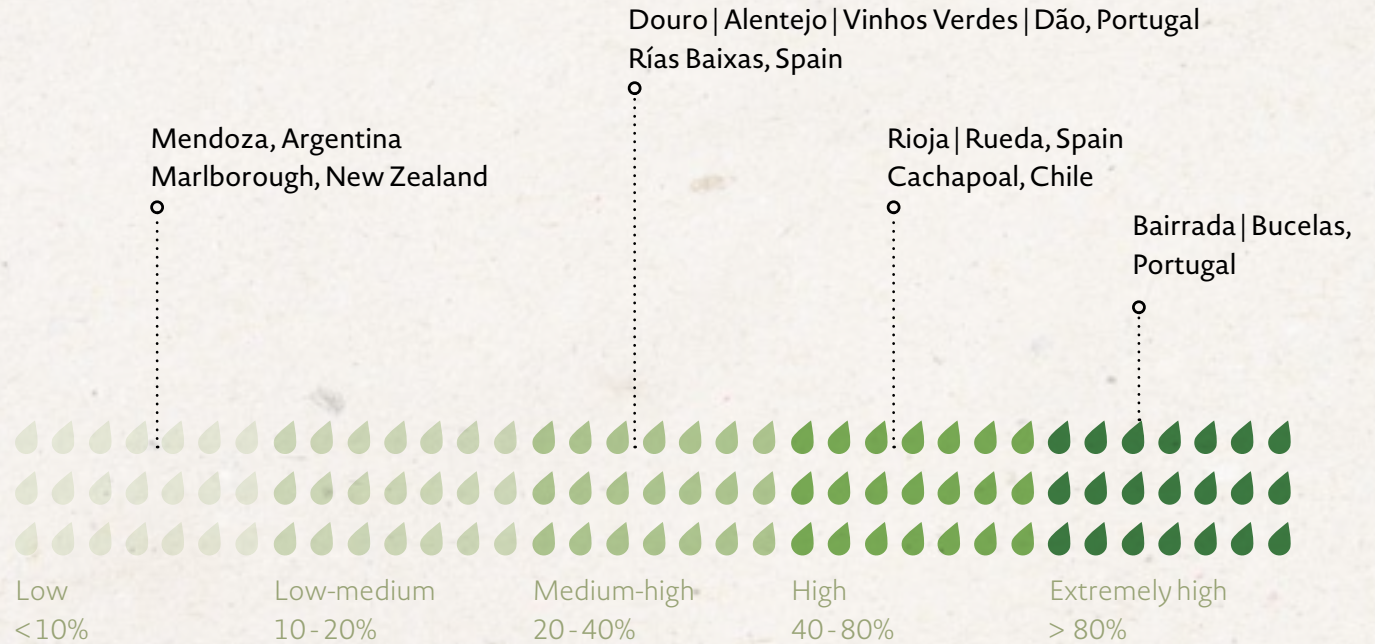 Douro | Alentejo | Vinhos Verdes | Dão, Portugal
Rías Baixas, Spain
Mendoza, Argentina
Marlborough, New Zealand
Rioja | Rueda, Spain
Cachapoal, Chile
Bairrada | Bucelas,
Portugal
Low
<10%
Low-medium
10-20%
Medium-high
20-40%
High
40-80%
Extremely high
> 80%